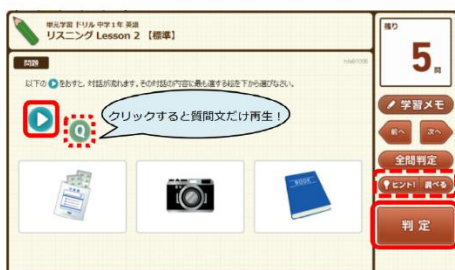 単元学習 ドリル 中学1年 英語
リスニング Lesson 2 【標準】
問題
以下の▶をおすと、対話が流れます。その対話の内容に最も適する絵を下から選びなさい。
Q
クリックすると質問文だけ再生！
BOOK
残り
5問
学習メモ
前へ 次へ
全問判定
ヒント! 調べる
判定